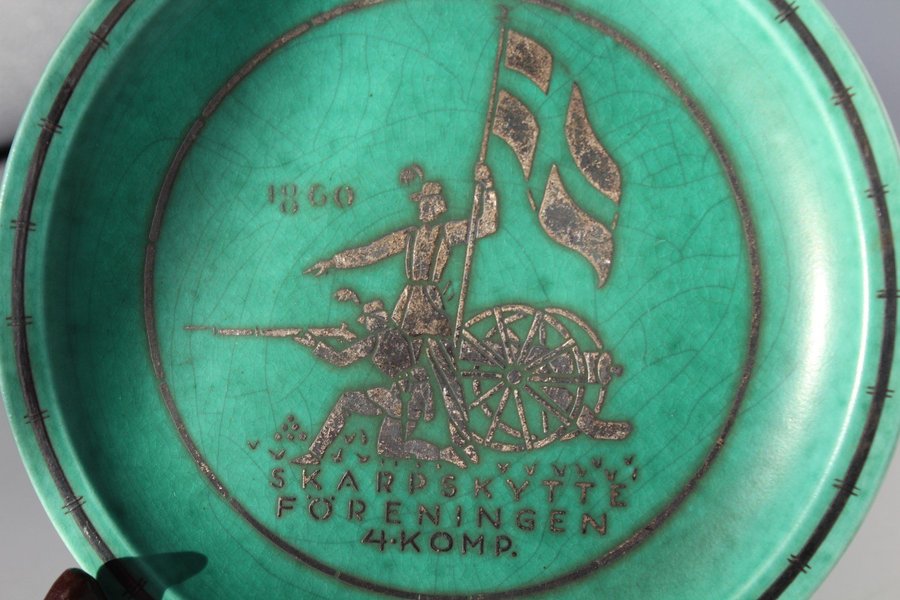 1860
SKARPSKYTTE
FÖRENINGEN
4·KOMP.